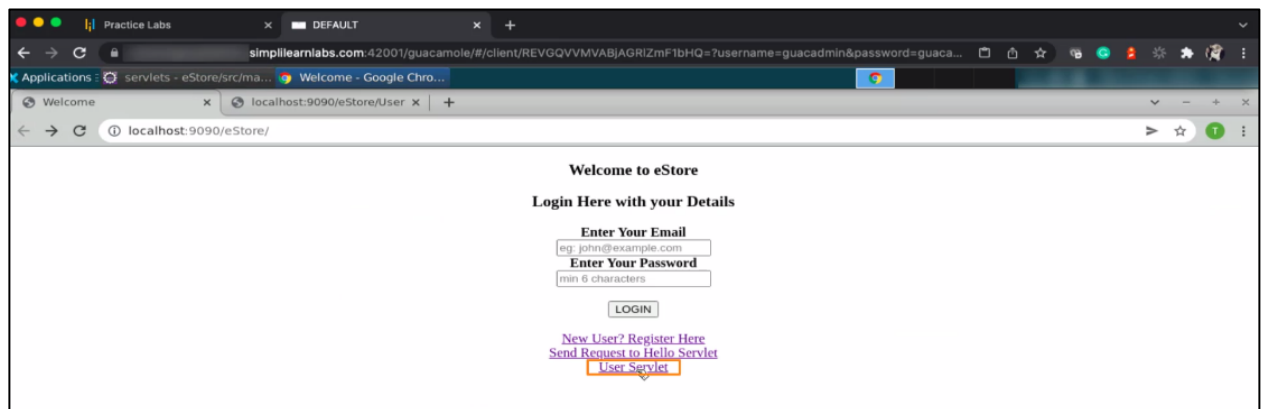 Practice Labs
DEFAULT
simplilearnlabs.com:42001/guacamole/#/client/REVGQVVMVABjAGRlZmF1bHQ=?username=guacadmin&password=guaca...
Applications servlets - eStore/src/ma... Welcome - Google Chro...
Welcome
localhost:9090/eStore/User
localhost:9090/eStore/
T
Welcome to eStore
Login Here with your Details
Enter Your Email
eg: john@example.com
Enter Your Password
min 6 characters
LOGIN
New User? Register Here
Send Request to Hello Servlet
User Servlet